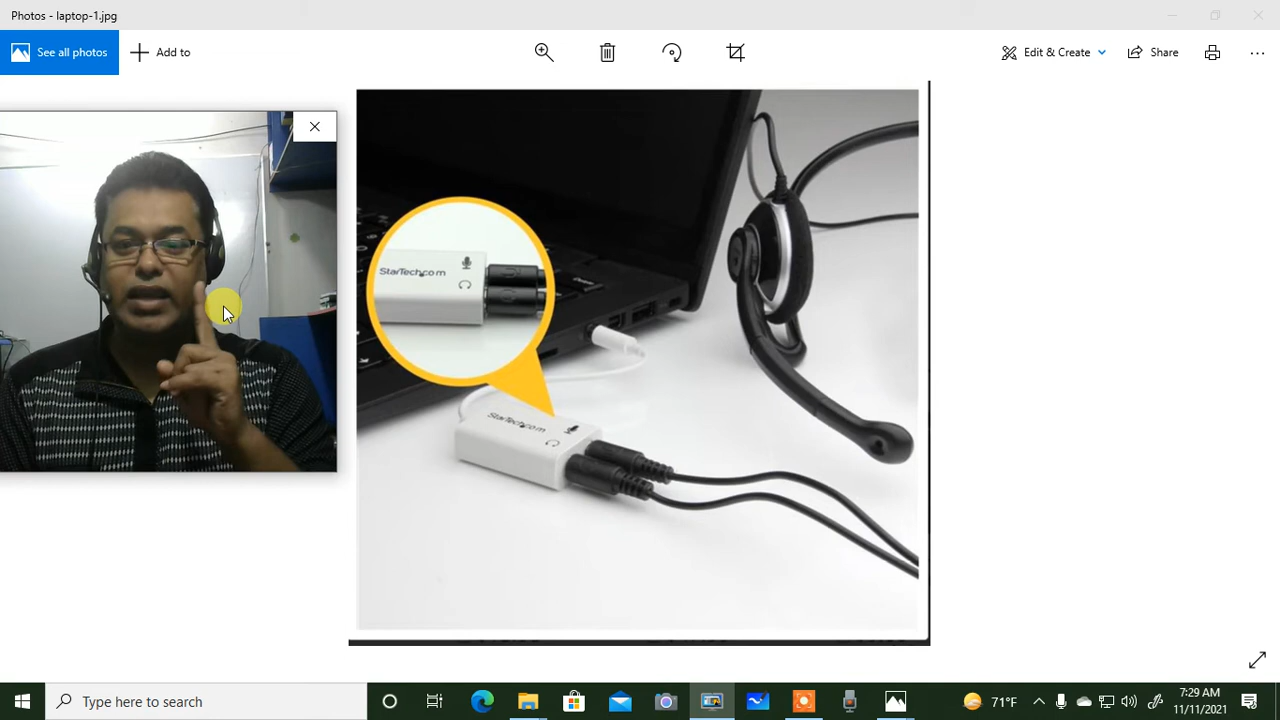 Photos - laptop-1.jpg
See all photos
Add to
Edit & Create
Share
StarTech.com
StarTech.com
Type here to search
71°F
7:29 AM
11/11/2021